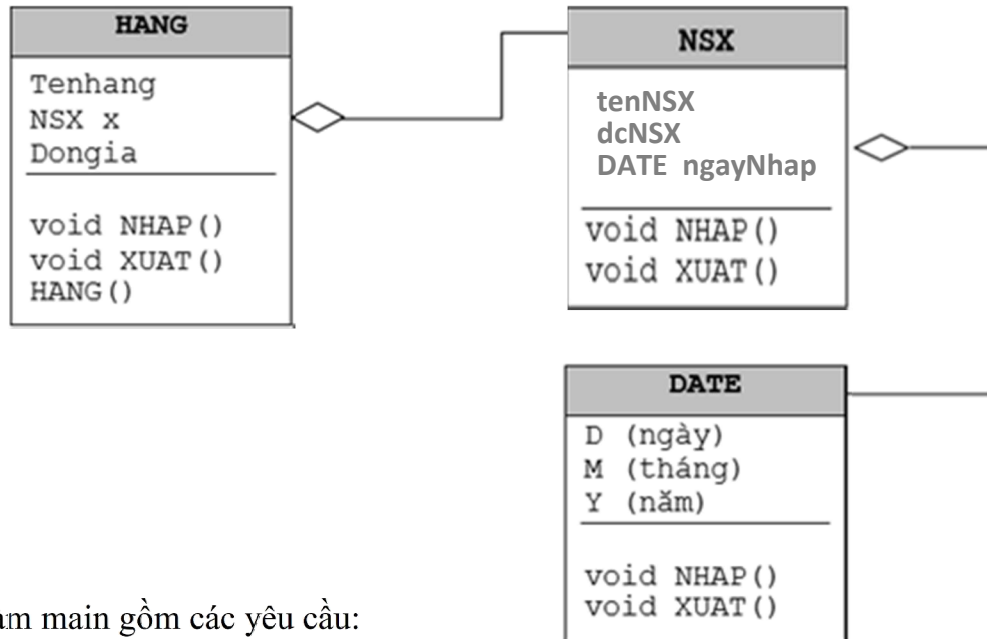 HANG
Tenhang
NSX x
Dongia
void NHAP()
void XUAT()
HANG()
NSX
tenNSX
dcNSX
DATE ngayNhap
void NHAP()
void XUAT()
DATE
D (ngày)
M (tháng)
Y (năm)
void NHAP()
void XUAT()
main gồm các yêu cầu: